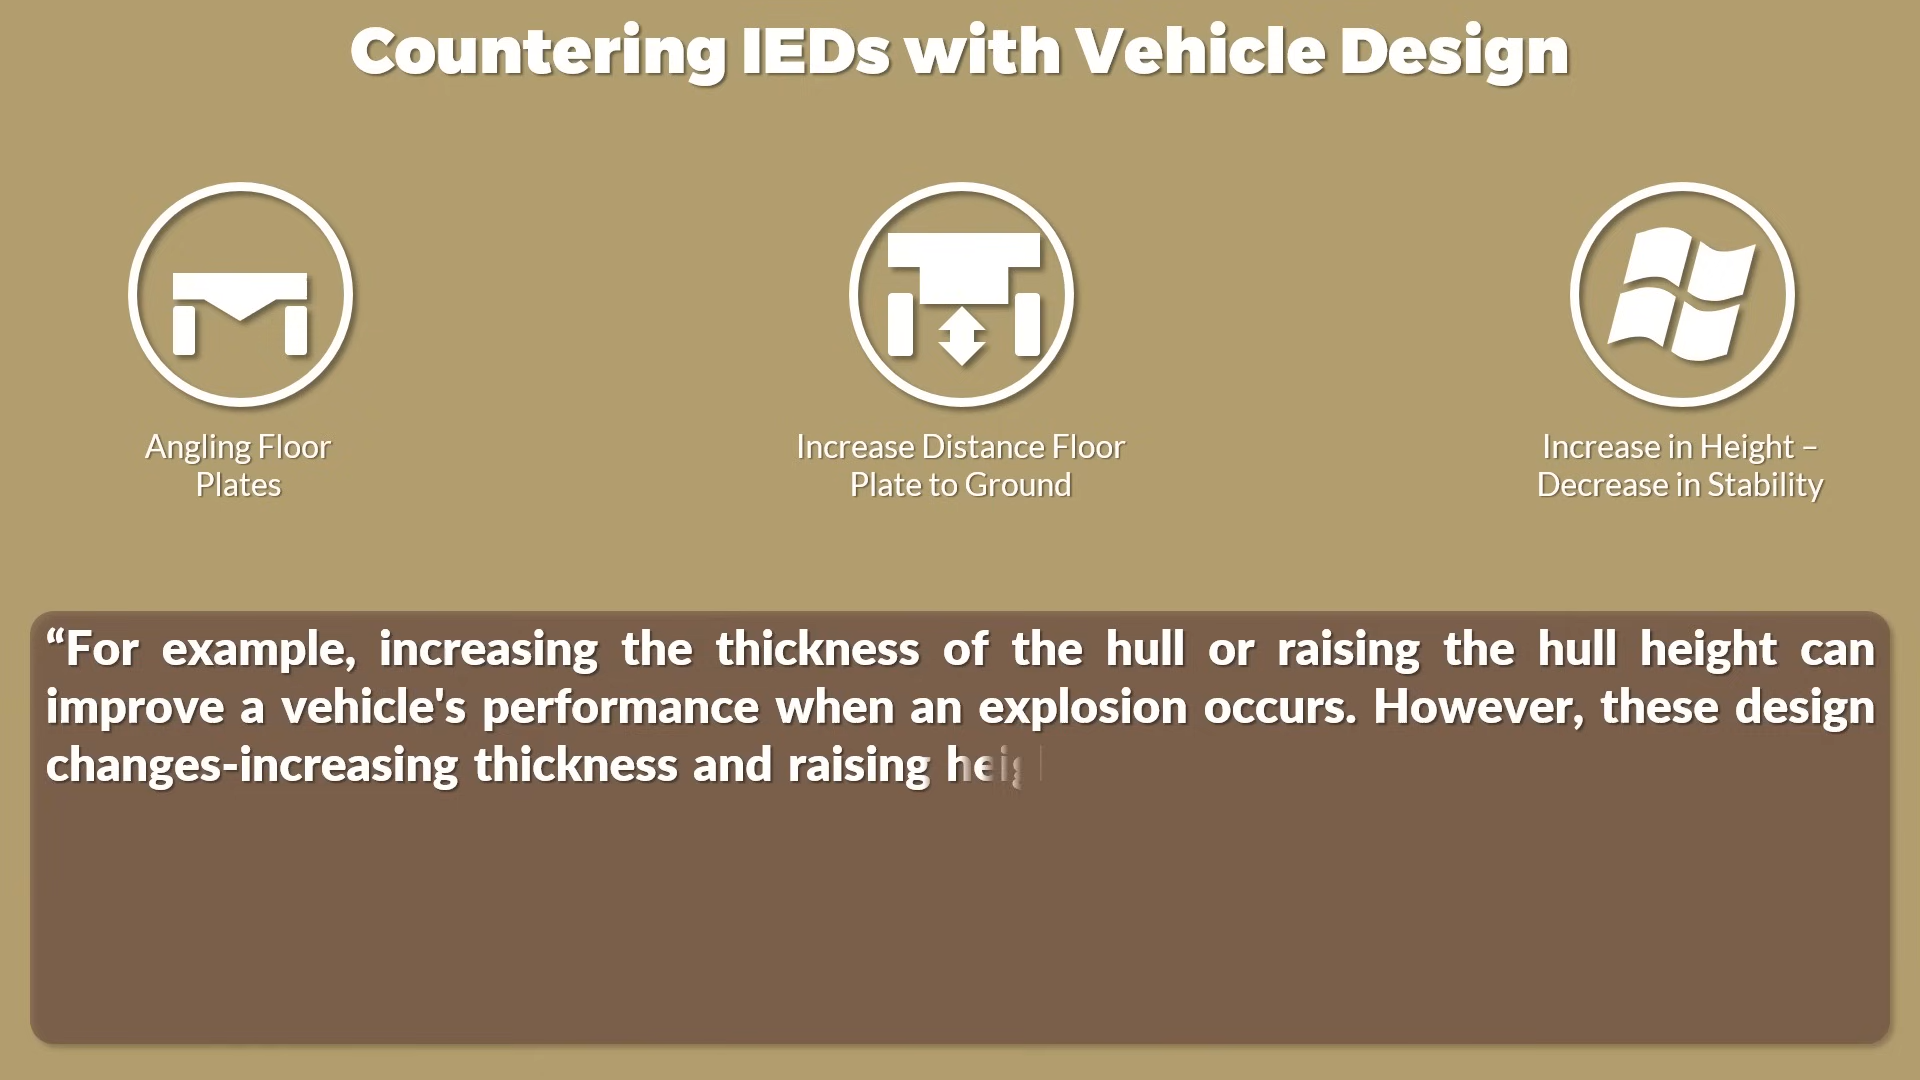 Countering IEDs with Vehicle Design
Angling Floor
Plates
Increase Distance Floor
Plate to Ground
Increase in Height –
Decrease in Stability
“For example, increasing the thickness of the hull or raising the hull height can
improve a vehicle's performance when an explosion occurs. However, these design
changes-increasing thickness and raising